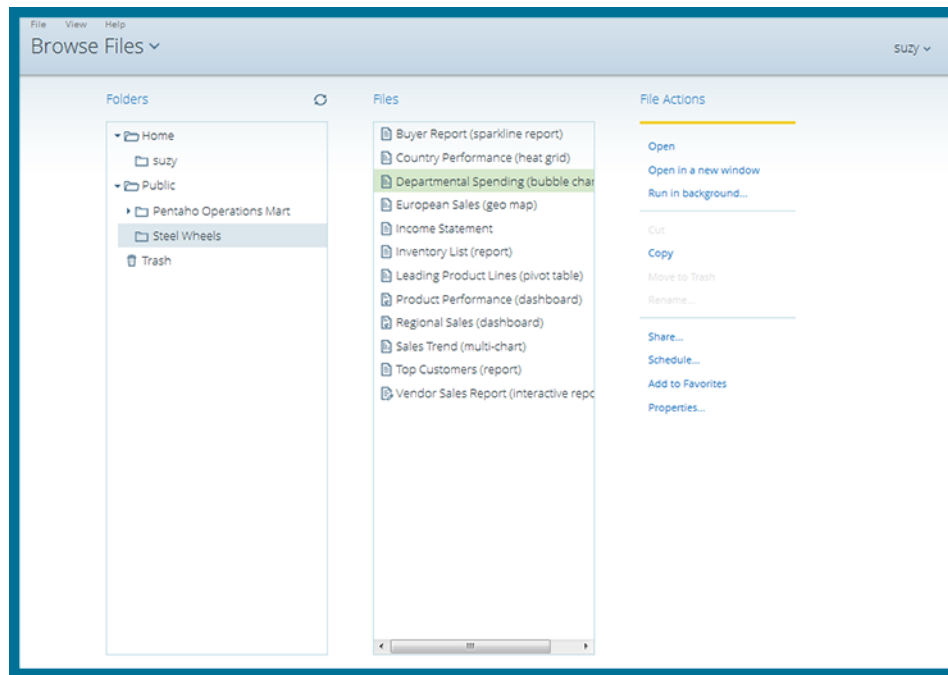 File View Help
Browse Files
suzy
Folders
Home
suzy
Public
Pentaho Operations Mart
Steel Wheels
Trash
Files
Buyer Report (sparkline report)
Country Performance (heat grid)
Departmental Spending (bubble char
European Sales (geo map)
Income Statement
Inventory List (report)
Leading Product Lines (pivot table)
Product Performance (dashboard)
Regional Sales (dashboard)
Sales Trend (multi-chart)
Top Customers (report)
Vendor Sales Report (interactive repo
File Actions
Open
Open in a new window
Run in background...
Cut
Copy
Move to Trash
Rename...
Share...
Schedule...
Add to Favorites
Properties...